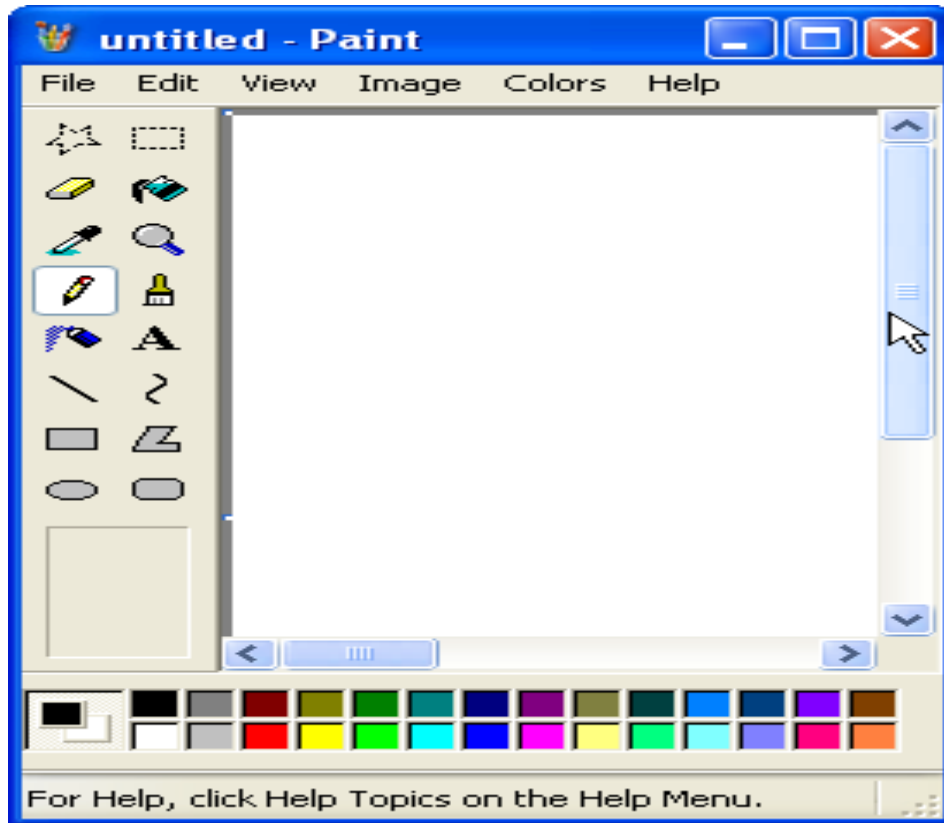 untitled - Paint
File Edit View Image Colors Help
A
For Help, click Help Topics on the Help Menu.